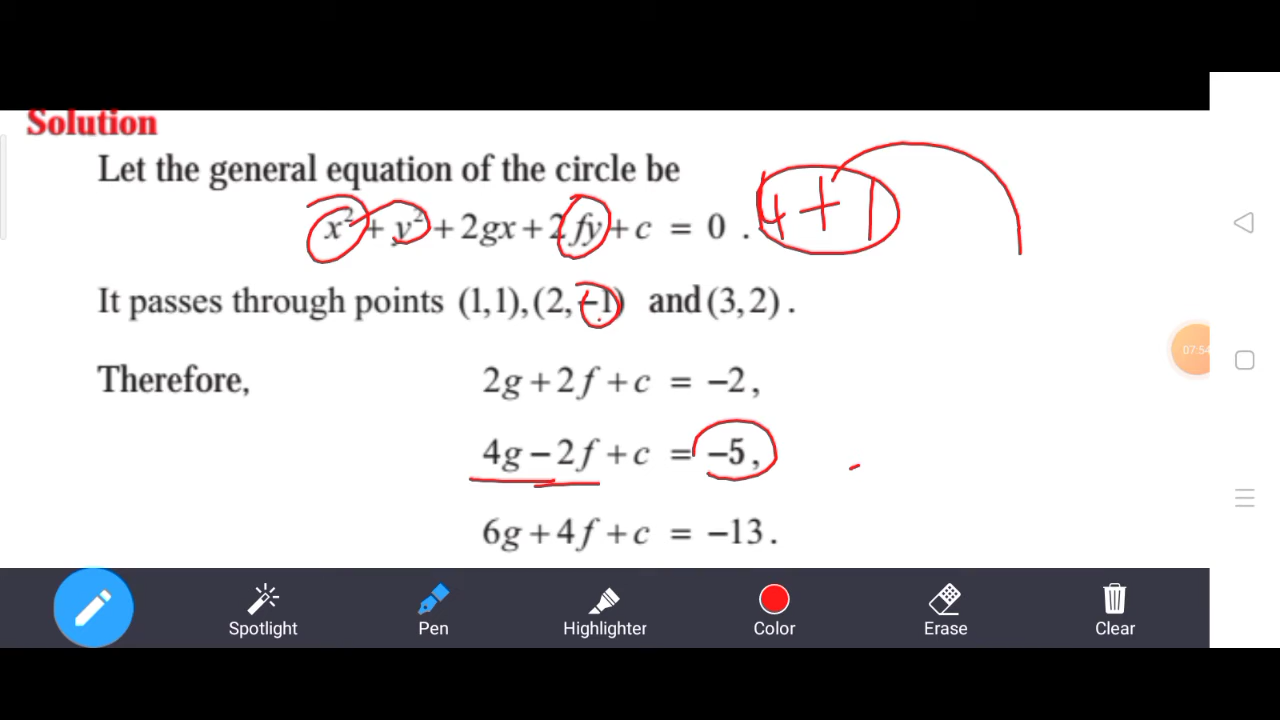 Solution
Let the general equation of the circle be
x² + y² + 2gx + 2fy + c = 0 . 4 + 1
It passes through points (1,1), (2, −1) and (3, 2) .
07:54
Therefore, 2g + 2f + c = −2,
4g − 2f + c = −5,
6g + 4f + c = −13 .
Spotlight Pen Highlighter Color Erase Clear